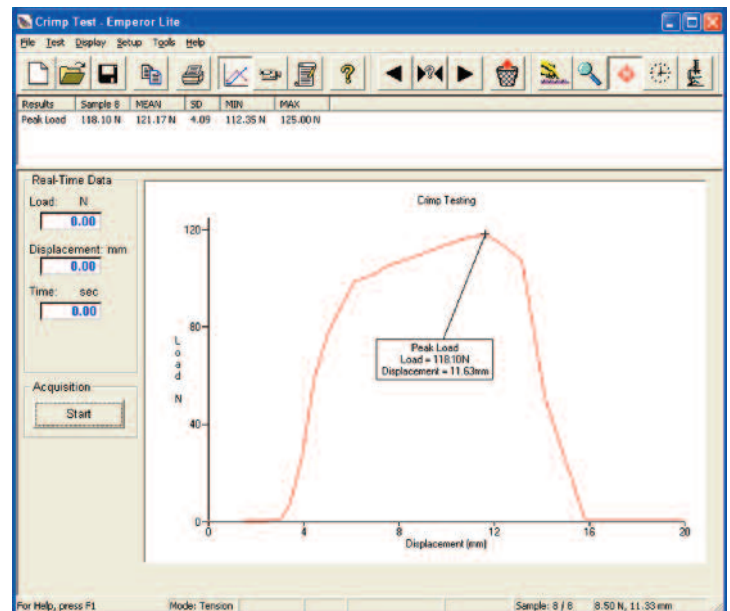 Crimp Test - Emperor Lite
File Test Display Setup Tools Help
Results Sample 8 MEAN SD MIN MAX
Peak Load 118.10 N 121.17 N 4.09 112.35 N 125.00 N
Real-Time Data
Load: N
0.00
Displacement: mm
0.00
Time: sec
0.00
Acquisition
Start
Crimp Testing
120
80
40
0
Load N
Peak Load
Load = 118.10N
Displacement = 11.63mm
0 4 8 12 16 20
Displacement (mm)
For Help, press F1 Mode: Tension Sample: 8 / 8 8.50 N, 11.33 mm